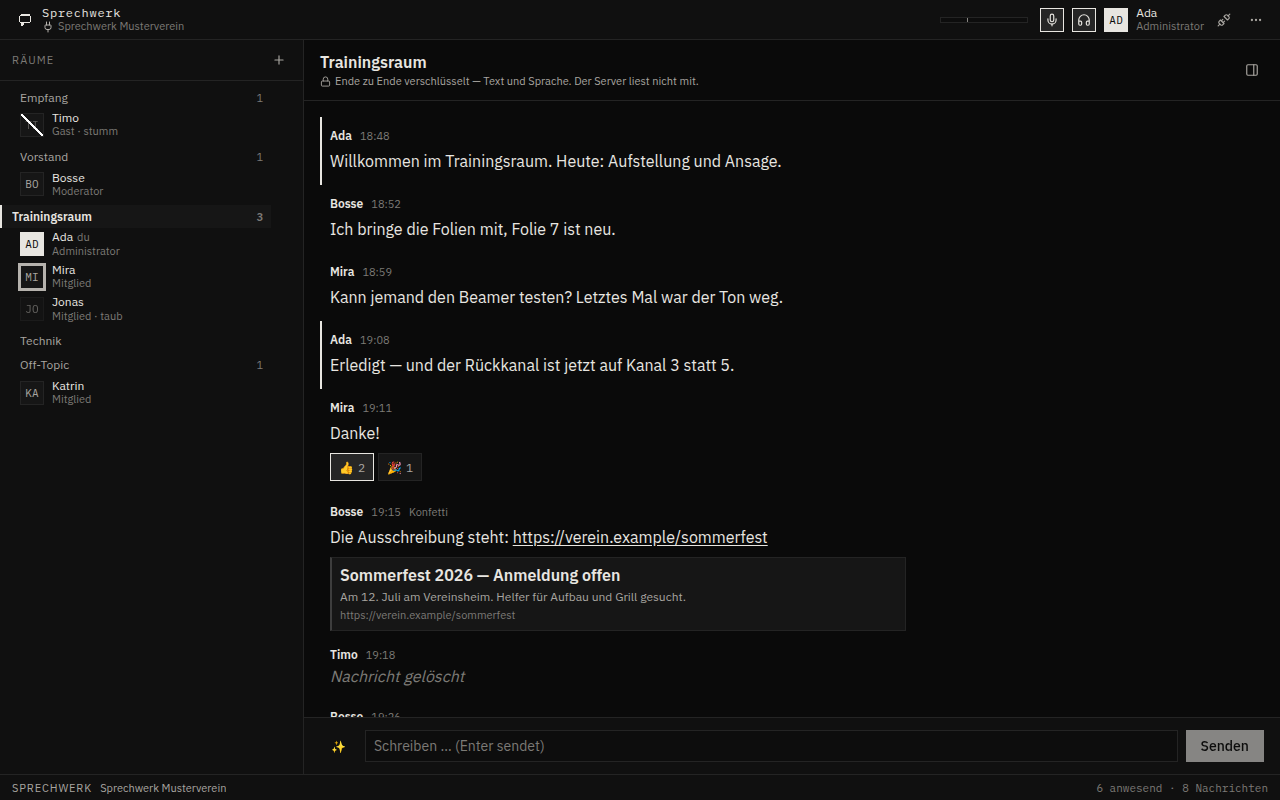 Sprechwerk
Sprechwerk Musterverein
AD
Ada
Administrator
RÄUME
Empfang 1
Timo
Gast · stumm
Vorstand 1
BO
Bosse
Moderator
Trainingsraum 3
AD
Ada du
Administrator
MI
Mira
Mitglied
JO
Jonas
Mitglied · taub
Technik
Off-Topic 1
KA
Katrin
Mitglied
Trainingsraum
Ende zu Ende verschlüsselt — Text und Sprache. Der Server liest nicht mit.
Ada 18:48
Willkommen im Trainingsraum. Heute: Aufstellung und Ansage.
Bosse 18:52
Ich bringe die Folien mit, Folie 7 ist neu.
Mira 18:59
Kann jemand den Beamer testen? Letztes Mal war der Ton weg.
Ada 19:08
Erledigt — und der Rückkanal ist jetzt auf Kanal 3 statt 5.
Mira 19:11
Danke!
👍 2 🎉 1
Bosse 19:15 Konfetti
Die Ausschreibung steht: https://verein.example/sommerfest
Sommerfest 2026 — Anmeldung offen
Am 12. Juli am Vereinsheim. Helfer für Aufbau und Grill gesucht.
https://verein.example/sommerfest
Timo 19:18
Nachricht gelöscht
Bosse 19:26
Schreiben … (Enter sendet)
Senden
SPRECHWERK Sprechwerk Musterverein
6 anwesend · 8 Nachrichten